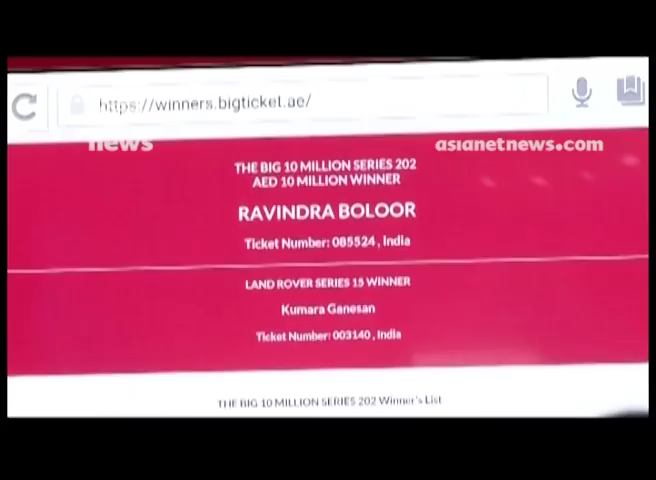 https://winners.bigticket.ae/
news
asianetnews.com
THE BIG 10 MILLION SERIES 202
AED 10 MILLION WINNER
RAVINDRA BOLOOR
Ticket Number: 085524 , India
LAND ROVER SERIES 15 WINNER
Kumara Ganesan
Ticket Number: 003140 , India
THE BIG 10 MILLION SERIES 202 Winner's List